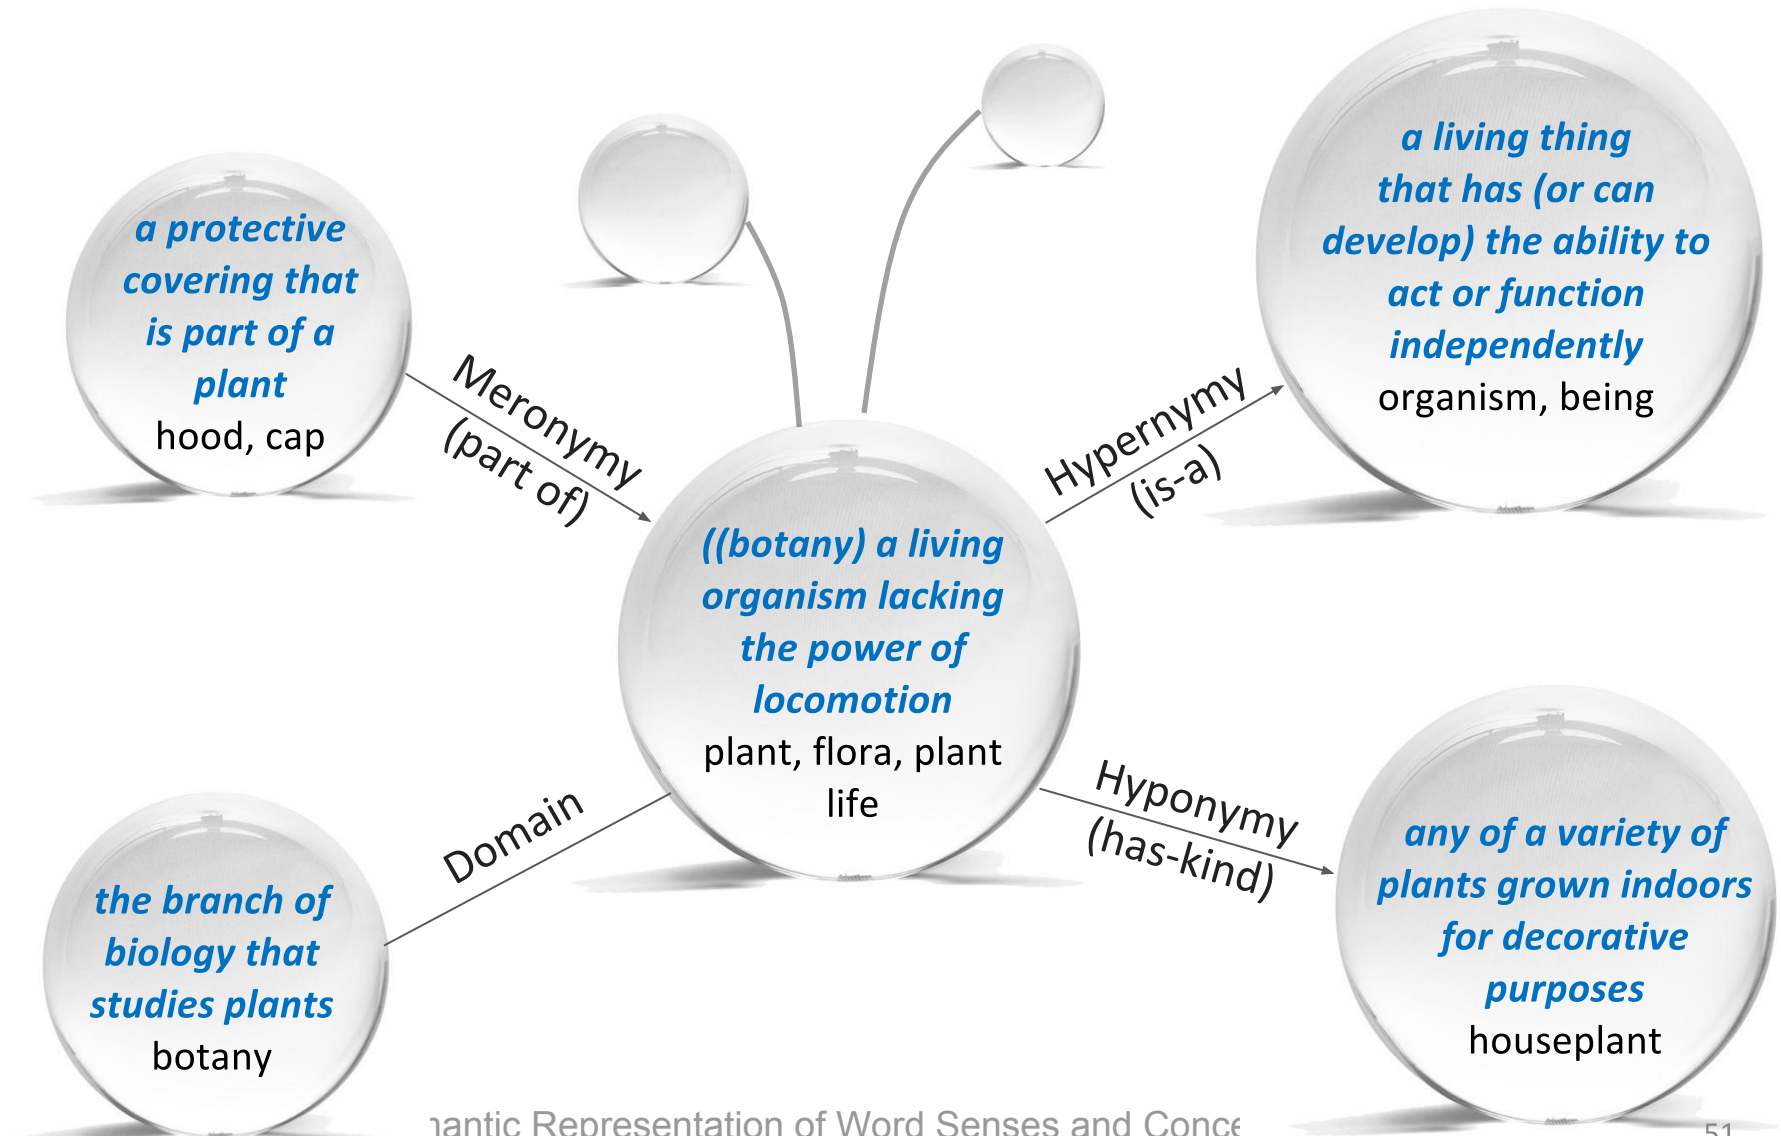 a protective
covering that
is part of a
plant
hood, cap
Meronymy
(part of)
a living thing
that has (or can
develop) the ability to
act or function
independently
organism, being
Hypernymy
(is-a)
((botany) a living
organism lacking
the power of
locomotion
plant, flora, plant
life
Domain
the branch of
biology that
studies plants
botany
Hyponymy
(has-kind)
any of a variety of
plants grown indoors
for decorative
purposes
houseplant
Representation of Word Senses and
51